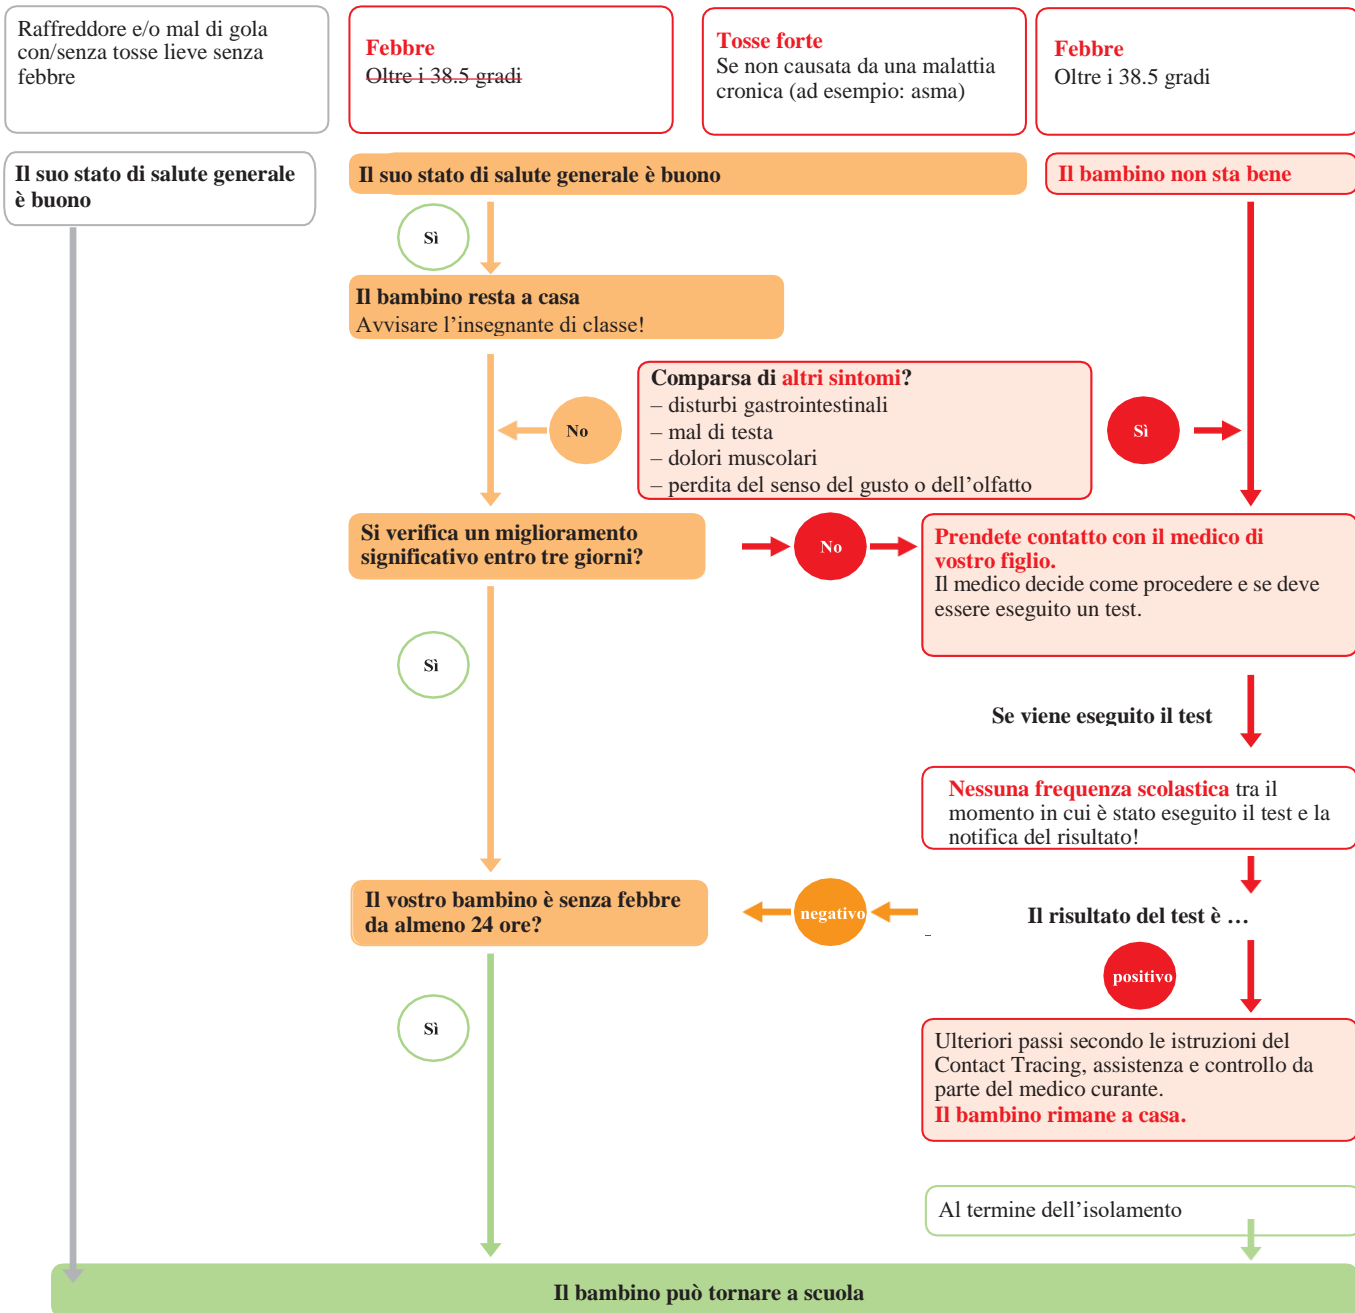 Raffreddore e/o mal di gola
con/senza tosse lieve senza
febbre
Febbre
Oltre i 38.5 gradi
Tosse forte
Se non causata da una malattia
cronica (ad esempio: asma)
Febbre
Oltre i 38.5 gradi
Il suo stato di salute generale
è buono
Il suo stato di salute generale è buono
Il bambino non sta bene
Sì
Il bambino resta a casa
Avvisare l’insegnante di classe!
Comparsa di altri sintomi?
– disturbi gastrointestinali
– mal di testa
– dolori muscolari
– perdita del senso del gusto o dell’olfatto
No
Sì
Si verifica un miglioramento
significativo entro tre giorni?
No
Prendete contatto con il medico di
vostro figlio.
Il medico decide come procedere e se deve
essere eseguito un test.
Sì
Se viene eseguito il test
Nessuna frequenza scolastica tra il
momento in cui è stato eseguito il test e la
notifica del risultato!
Il vostro bambino è senza febbre
da almeno 24 ore?
negativo
Il risultato del test è …
positivo
Sì
Ulteriori passi secondo le istruzioni del
Contact Tracing, assistenza e controllo da
parte del medico curante.
Il bambino rimane a casa.
Al termine dell’isolamento
Il bambino può tornare a scuola